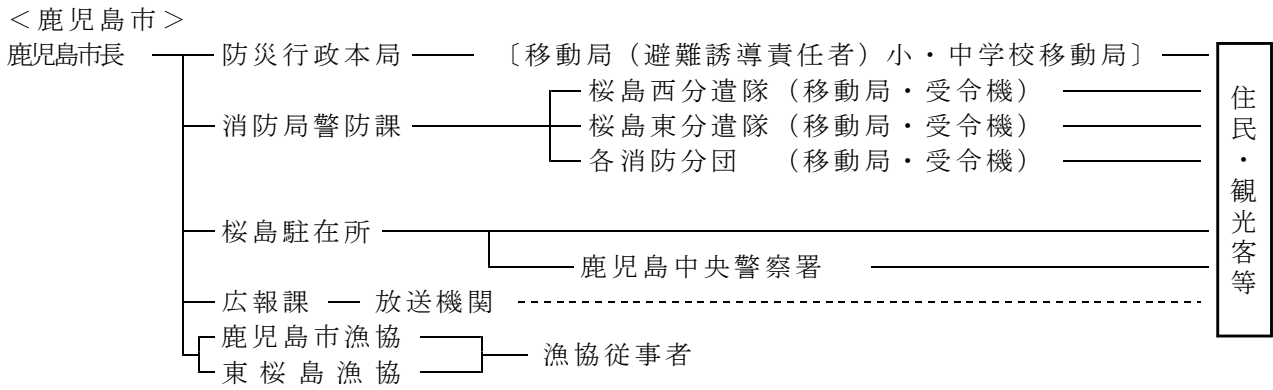 ＜鹿児島市＞
鹿児島市長 防災行政本局 〔移動局（避難誘導責任者）小・中学校移動局〕
桜島西分遣隊（移動局・受令機）
消防局警防課 桜島東分遣隊（移動局・受令機）
各消防分団 （移動局・受令機）
桜島駐在所
鹿児島中央警察署
広報課 放送機関
鹿児島市漁協
漁協従事者
東桜島漁協
住民・観光客等